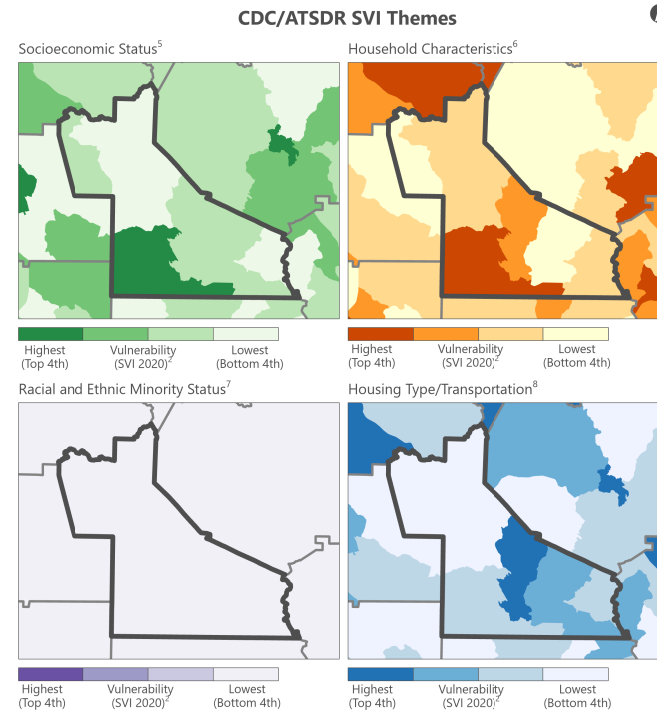 CDC/ATSDR SVI Themes
Socioeconomic Status5
Household Characteristics6
Highest
(Top 4th)
Vulnerability
(SVI 2020)2
Lowest
(Bottom 4th)
Highest
(Top 4th)
Vulnerability
(SVI 2020)2
Lowest
(Bottom 4th)
Racial and Ethnic Minority Status7
Housing Type/Transportation8
Highest
(Top 4th)
Vulnerability
(SVI 2020)2
Lowest
(Bottom 4th)
Highest
(Top 4th)
Vulnerability
(SVI 2020)2
Lowest
(Bottom 4th)